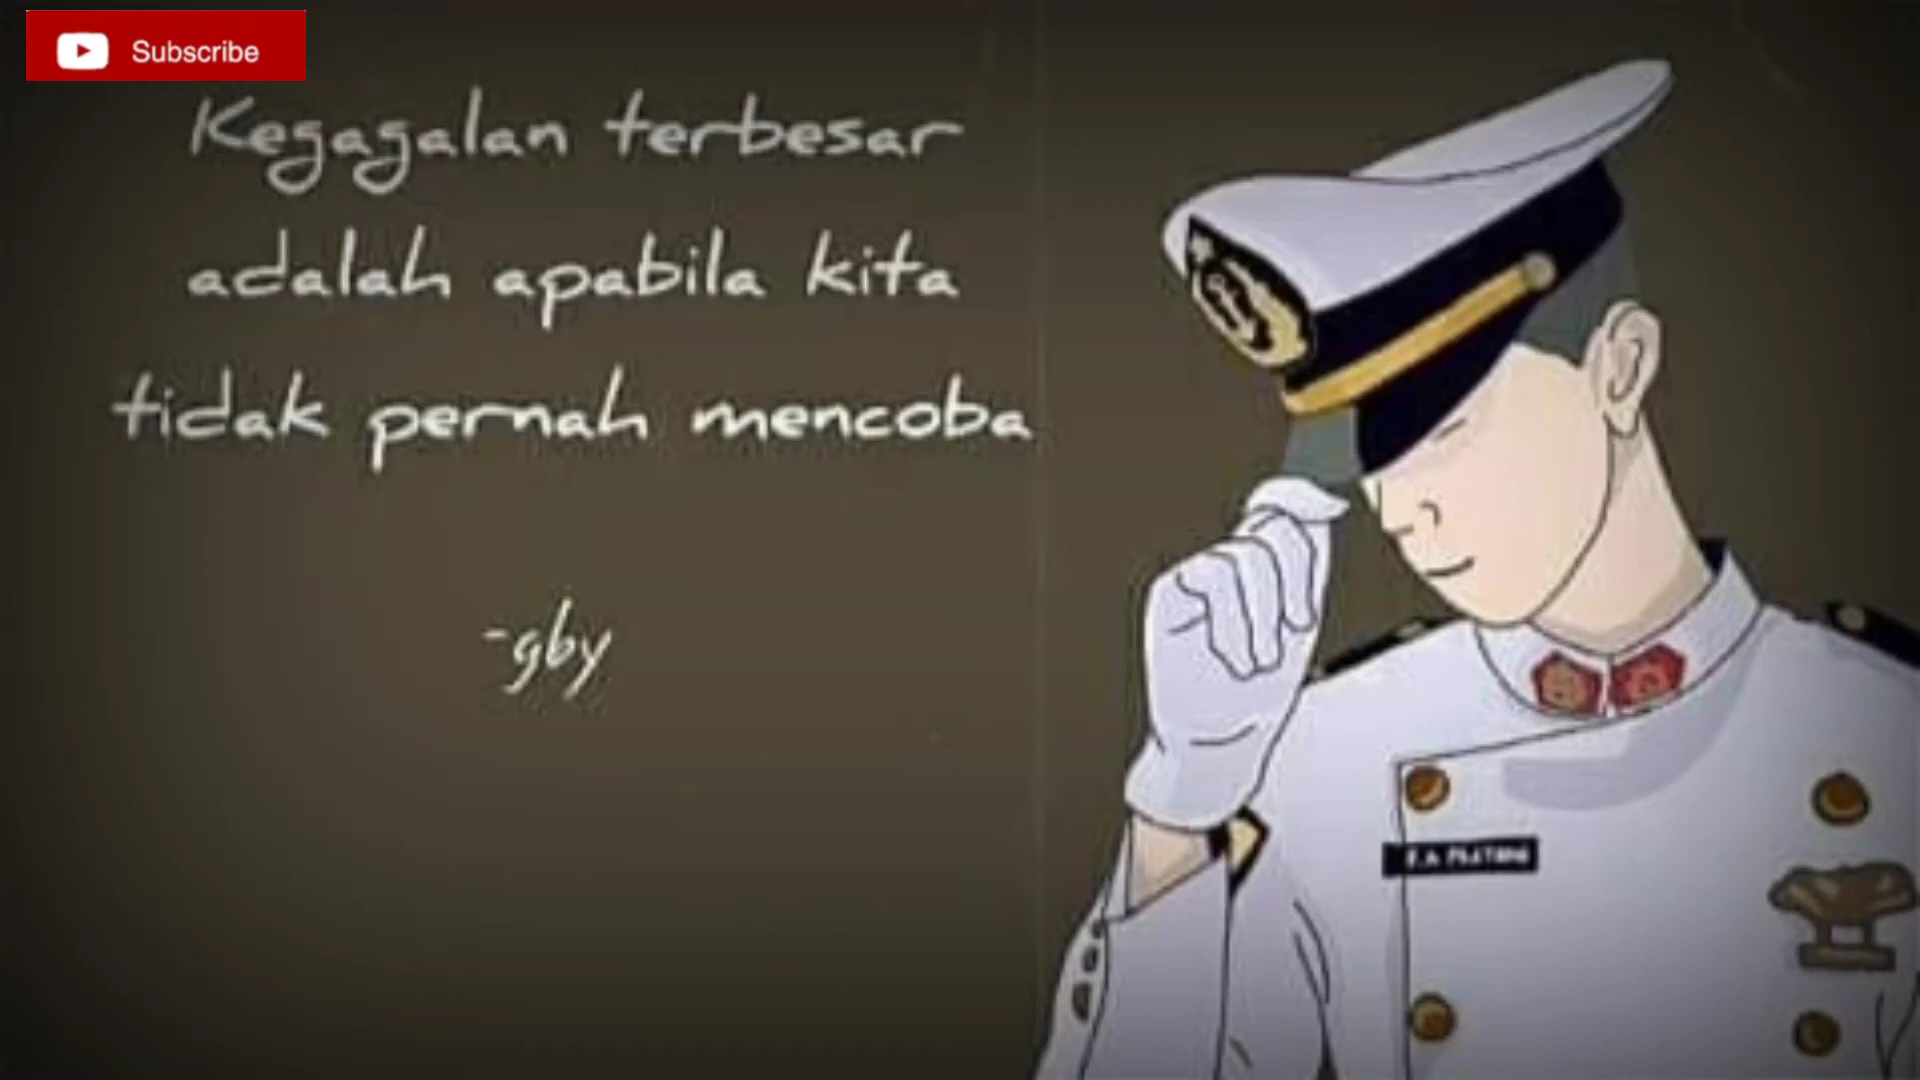 Subscribe
Kegagalan terbesar
adalah apabila kita
tidak pernah mencoba
-gby